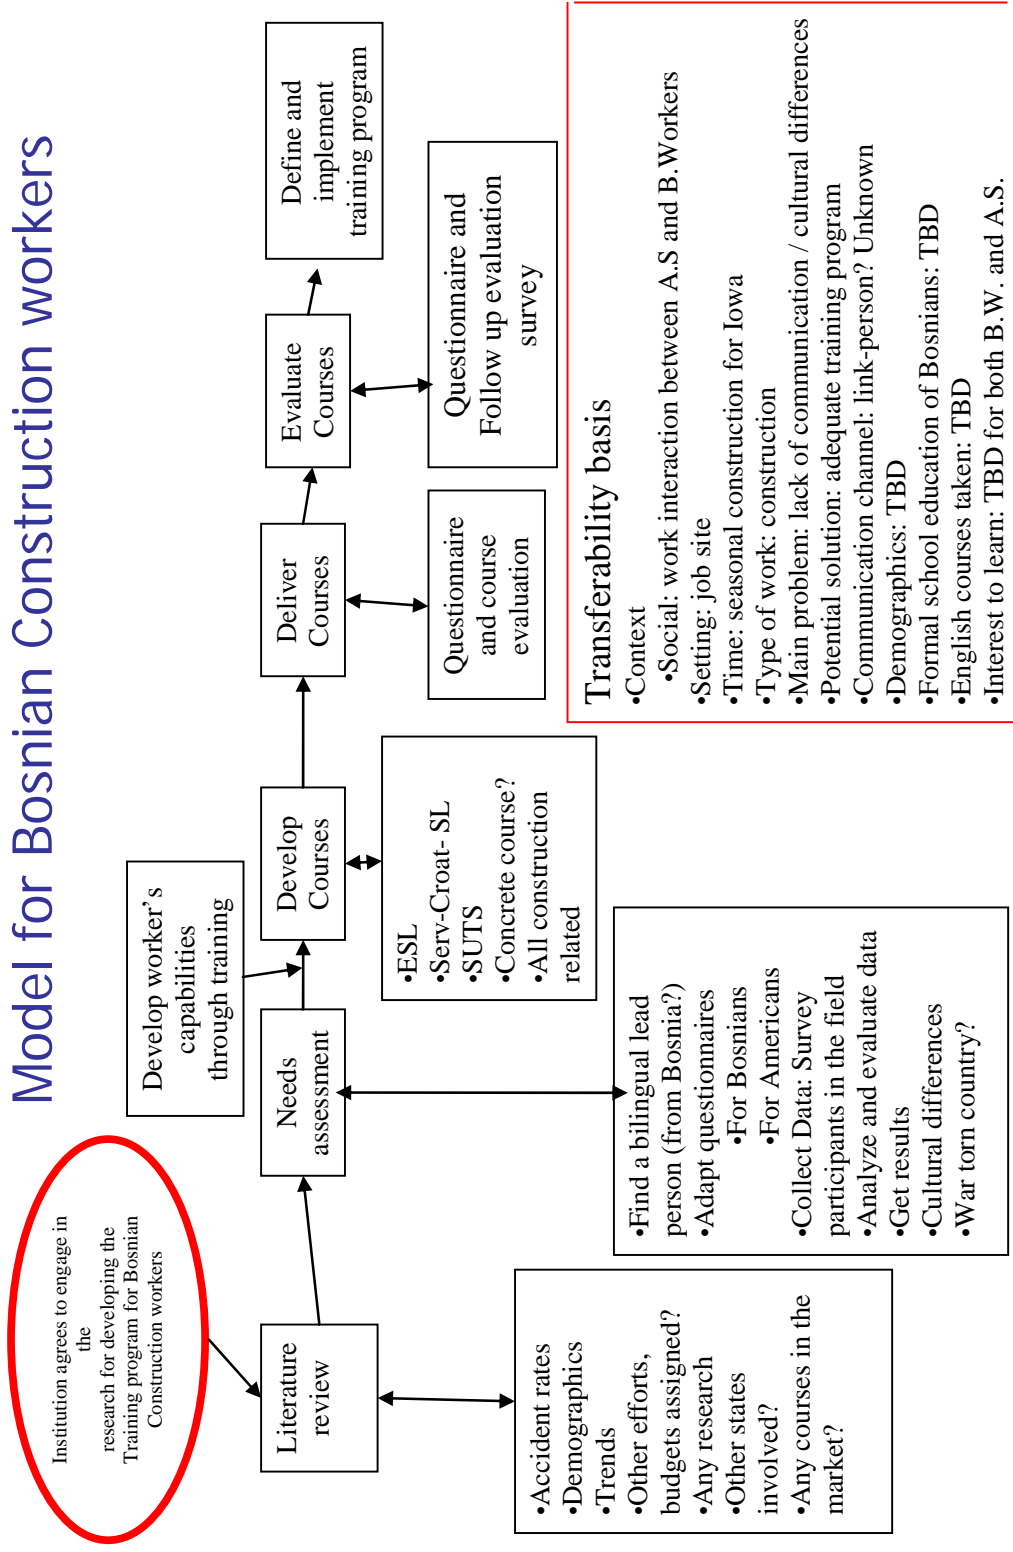 Model for Bosnian Construction workers
Institution agrees to engage in
the
research for developing the
Training program for Bosnian
Construction workers
Literature
review
•Accident rates
•Demographics
•Trends
•Other efforts,
budgets assigned?
•Any research
•Other states
involved?
•Any courses in the
market?
Needs
assessment
•Find a bilingual lead
person (from Bosnia?)
•Adapt questionnaires
•For Bosnians
•For Americans
•Collect Data: Survey
participants in the field
•Analyze and evaluate data
•Get results
•Cultural differences
•War torn country?
Develop worker's
capabilities
through training
Develop
Courses
•ESL
•Serv-Croat- SL
•SUTS
•Concrete course?
•All construction
related
Deliver
Courses
Questionnaire
and course
evaluation
Evaluate
Courses
Questionnaire and
Follow up evaluation
survey
Define and
implement
training program
Transferability basis
•Context
•Social: work interaction between A.S and B.Workers
•Setting: job site
•Time: seasonal construction for Iowa
•Type of work: construction
•Main problem: lack of communication / cultural differences
•Potential solution: adequate training program
•Communication channel: link-person? Unknown
•Demographics: TBD
•Formal school education of Bosnians: TBD
•English courses taken: TBD
•Interest to learn: TBD for both B.W. and A.S.